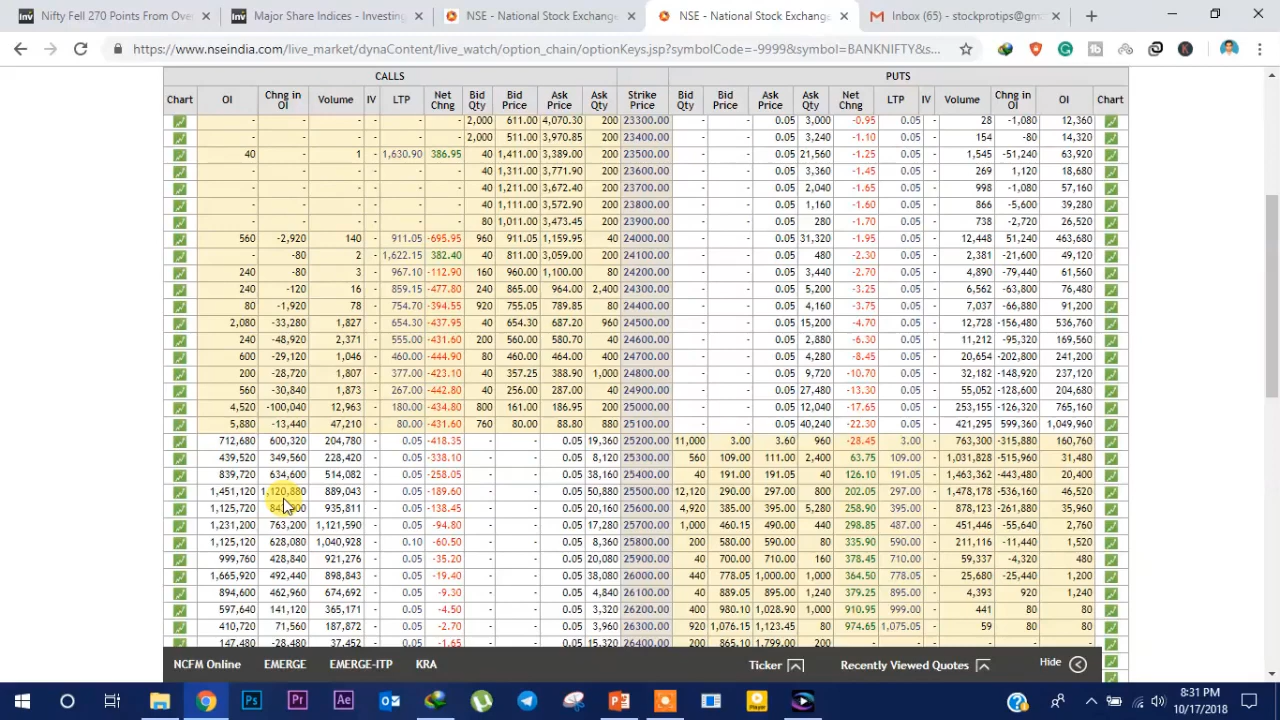 Nifty Fell 270 Points From Over
Major Share Indices - Investing
NSE - National Stock Exchange
NSE - National Stock Exchange
Inbox (65) - stockprotips@gm
https://www.nseindia.com/live_market/dynaContent/live_watch/option_chain/optionKeys.jsp?symbolCode=-9999&symbol=BANKNIFTY&s...
CALLS PUTS
Chart OI Chng in OI Volume IV LTP Net Chng Bid Qty Bid Price Ask Price Ask Qty Strike Price Bid Qty Bid Price Ask Price Ask Qty Net Chng LTP IV Volume Chng in OI OI Chart
- - - - - - 2,000 611.00 4,070.30 200 23300.00 - - 0.05 3,000 -0.95 0.05 - 28 -1,080 12,360
- - - - - - 2,000 511.00 3,970.85 200 23400.00 - - 0.05 3,240 -1.10 0.05 - 154 -80 14,320
40 - 1 - 1,630.90 386.95 40 1,411.00 3,389.00 200 23500.00 - - 0.05 21,560 -1.25 0.05 - 1,545 -51,240 63,920
- - - - - - 40 1,311.00 3,771.90 200 23600.00 - - 0.05 3,360 -1.45 0.05 - 269 1,120 18,680
- - - - - - 40 1,211.00 3,672.40 200 23700.00 - - 0.05 2,040 -1.65 0.05 - 998 -1,080 57,160
- - - - - - 40 1,111.00 3,572.90 200 23800.00 - - 0.05 1,160 -1.60 0.05 - 866 -5,600 39,280
- - - - - - 80 1,011.00 3,473.45 200 23900.00 - - 0.05 280 -1.70 0.05 - 738 -2,720 26,520
560 -2,920 140 - 911.05 -695.95 960 911.05 1,159.95 40 24000.00 - - 0.05 31,320 -1.95 0.05 - 12,448 51,240 463,680
- -80 2 - 1,622.15 382.40 40 811.00 3,059.00 200 24100.00 - - 0.05 480 -2.30 0.05 - 2,381 -21,600 49,120
240 -80 3 - 967.10 -112.90 160 960.00 1,100.00 80 24200.00 - - 0.05 3,440 -2.70 0.05 - 4,890 -79,440 61,560
240 -120 16 - 859.15 -477.80 240 865.00 964.00 2,400 24300.00 - - 0.05 5,200 -3.25 0.05 - 6,562 -63,800 76,480
80 -1,920 78 - 754.70 -394.55 920 755.05 789.85 80 24400.00 - - 0.05 4,160 -3.75 0.05 - 7,037 -66,880 91,200
2,080 -33,280 1,827 - 654.30 -437.95 40 654.30 687.20 960 24500.00 - - 0.05 15,200 -4.70 0.05 - 12,728 -156,480 536,760
240 -48,920 2,371 - 555.00 -431.60 200 560.00 580.70 40 24600.00 - - 0.05 2,880 -6.30 0.05 - 11,212 -95,320 169,560
600 -29,120 1,046 - 460.00 -444.90 80 460.00 464.00 400 24700.00 - - 0.05 4,280 -8.45 0.05 - 20,654 -202,800 241,200
200 -28,720 1,807 - 377.00 -423.10 40 357.25 388.90 1,000 24800.00 - - 0.05 9,720 -10.70 0.05 - 32,182 -148,920 237,120
560 -30,840 1,873 - 267.00 -442.80 40 256.00 287.00 40 24900.00 - - 0.05 27,480 -13.30 0.05 - 55,052 -128,600 204,680
4,520 -100,040 12,963 - 180.00 -434.80 800 161.00 186.95 200 25000.00 - - 0.05 12,040 -17.65 0.05 - 253,155 -126,320 765,160
5,880 -13,440 47,210 - -431.60 760 80.00 88.80 880 25100.00 - - 0.05 40,240 -22.30 0.05 - 421,295 599,360 1,049,960
712,680 600,320 204,780 - 0.05 -418.35 - - 0.05 19,360 25200.00 11,000 3.00 3.60 960 -28.45 3.00 - 763,300 -315,880 160,760
439,520 349,560 228,420 - 0.05 -338.10 - - 0.05 8,120 25300.00 560 109.00 111.00 2,400 63.75 109.00 - 1,031,828 -515,960 31,480
839,720 634,600 514,082 - 0.05 -258.05 - - 0.05 38,160 25400.00 40 191.00 191.05 40 126.10 191.05 - 1,463,362 -443,480 20,400
1,451,120 1,120,880 889,043 - 0.05 -189.60 - - 0.05 50,880 25500.00 12,120 290.00 297.00 800 202.05 297.00 - 1,478,178 -536,160 46,520
1,125,720 935,811 - 0.05 -138.45 - - 0.05 20,160 25600.00 4,920 385.00 395.00 5,280 258.90 395.00 - 878,123 -261,880 35,960
1,231,200 763,200 1,121,590 - 0.05 -94.80 - - 0.05 17,280 25700.00 1,000 460.15 490.00 440 298.85 487.00 - 451,446 -55,640 2,760
1,125,120 628,080 1,040,928 - 0.10 -60.50 - - 0.05 8,360 25800.00 200 580.00 590.00 80 335.90 590.00 - 211,116 -11,440 1,520
999,760 428,840 921,276 - 0.05 -35.20 - - 0.05 20,080 25900.00 40 700.00 710.00 160 378.45 710.00 - 59,337 -4,320 480
1,665,920 492,440 898,843 - 0.05 -19.40 - - 0.05 38,080 26000.00 440 778.05 1,000.00 1,000 364.50 778.05 - 25,680 -25,440 1,200
894,600 462,960 674,692 - 0.05 -9.30 - - 0.05 4,840 26100.00 40 889.05 895.00 1,240 379.25 895.00 - 4,393 920 1,240
597,640 141,120 365,171 - 0.05 -4.50 - - 0.05 3,320 26200.00 400 980.10 1,028.90 1,000 910.95 999.00 - 441 80 80
410,720 71,560 187,872 - 0.05 -2.70 - - 0.05 3,960 26300.00 920 1,076.15 1,123.45 80 974.65 1,075.05 - 59 80 80
147,480 -28,480 37,452 - 0.05 -1.65 - - 0.05 15,320 26400.00 200 865.10 1,799.00 200 - - - - - -
NCFM Online EMERGE EMERGE-ITP KRA Ticker Recently Viewed Quotes Hide
8:31 PM
10/17/2018